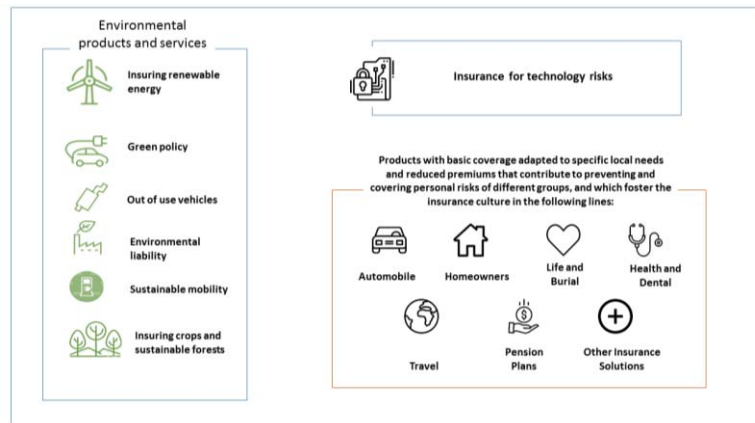 Environmental
products and services
Insuring renewable
energy
Green policy
Out of use vehicles
Environmental
liability
Sustainable mobility
Insuring crops and
sustainable forests
Insurance for technology risks
Products with basic coverage adapted to specific local needs
and reduced premiums that contribute to preventing and
covering personal risks of different groups, and which foster the
insurance culture in the following lines:
Automobile
Homeowners
Life and
Burial
Health and
Dental
Travel
Pension
Plans
Other Insurance
Solutions